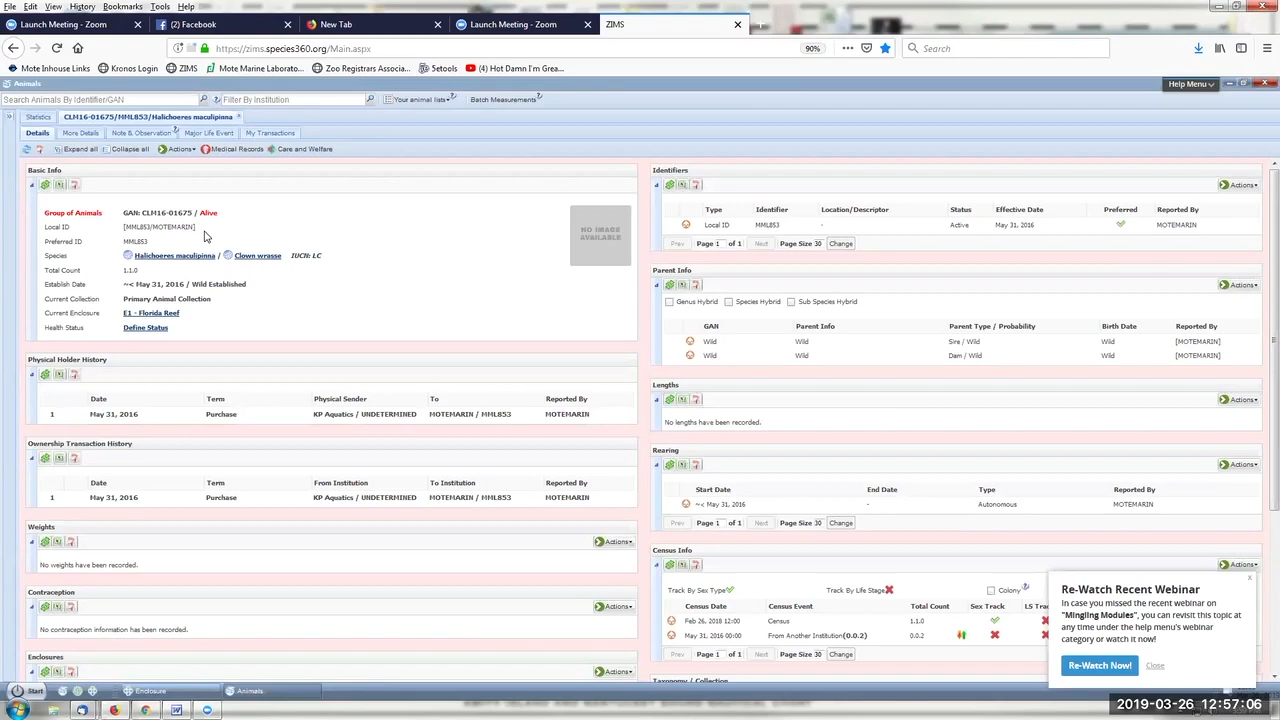 File Edit View History Bookmarks Tools Help
Launch Meeting - Zoom
(2) Facebook
New Tab
Launch Meeting - Zoom
ZIMS
https://zims.species360.org/Main.aspx
90%
Search
Mote Inhouse Links
Kronos Login
ZIMS
Mote Marine Laborato...
Zoo Registrars Associa...
5etools
(4) Hot Damn I'm Grea...
Animals
Help Menu
Search Animals By Identifier/GAN
Filter By Institution
Your animal lists
Batch Measurements
Statistics
CLM16-01675/MML853/Halichoeres maculipinna
Details
More Details
Note & Observation
Major Life Event
My Transactions
Expand all
Collapse all
Actions
Medical Records
Care and Welfare
Basic Info
Group of Animals GAN: CLM16-01675 / Alive
Local ID [MML853/MOTEMARIN]
Preferred ID MML853
Species Halichoeres maculipinna / Clown wrasse IUCN: LC
Total Count 1.1.0
Establish Date ~< May 31, 2016 / Wild Established
Current Collection Primary Animal Collection
Current Enclosure E1 - Florida Reef
Health Status Define Status
NO IMAGE
AVAILABLE
Physical Holder History
Date Term Physical Sender To Reported By
1 May 31, 2016 Purchase KP Aquatics / UNDETERMINED MOTEMARIN / MML853 MOTEMARIN
Ownership Transaction History
Date Term From Institution To Institution Reported By
1 May 31, 2016 Purchase KP Aquatics / UNDETERMINED MOTEMARIN / MML853 MOTEMARIN
Weights
Actions
No weights have been recorded.
Contraception
Actions
No contraception information has been recorded.
Enclosures
Actions
Identifiers
Actions
Type Identifier Location/Descriptor Status Effective Date Preferred Reported By
Local ID MML853 - Active May 31, 2016 MOTEMARIN
Prev Page 1 of 1 Next Page Size 30 Change
Parent Info
Actions
Genus Hybrid Species Hybrid Sub Species Hybrid
GAN Parent Info Parent Type / Probability Birth Date Reported By
Wild Wild Sire / Wild Wild [MOTEMARIN]
Wild Wild Dam / Wild Wild [MOTEMARIN]
Lengths
Actions
No lengths have been recorded.
Rearing
Actions
Start Date End Date Type Reported By
~< May 31, 2016 - Autonomous MOTEMARIN
Prev Page 1 of 1 Next Page Size 30 Change
Census Info
Actions
Track By Sex Type Track By Life Stage Colony
Census Date Census Event Total Count Sex Track LS Tra
Feb 26, 2018 12:00 Census 1.1.0
May 31, 2016 00:00 From Another Institution(0.0.2) 0.0.2
Prev Page 1 of 1 Next Page Size 30 Change
Re-Watch Recent Webinar
In case you missed the recent webinar on
"Mingling Modules", you can revisit this topic at
any time under the help menu's webinar
category or watch it now!
Re-Watch Now! Close
Start
Enclosure
Animals
2019-03-26 12:57:06